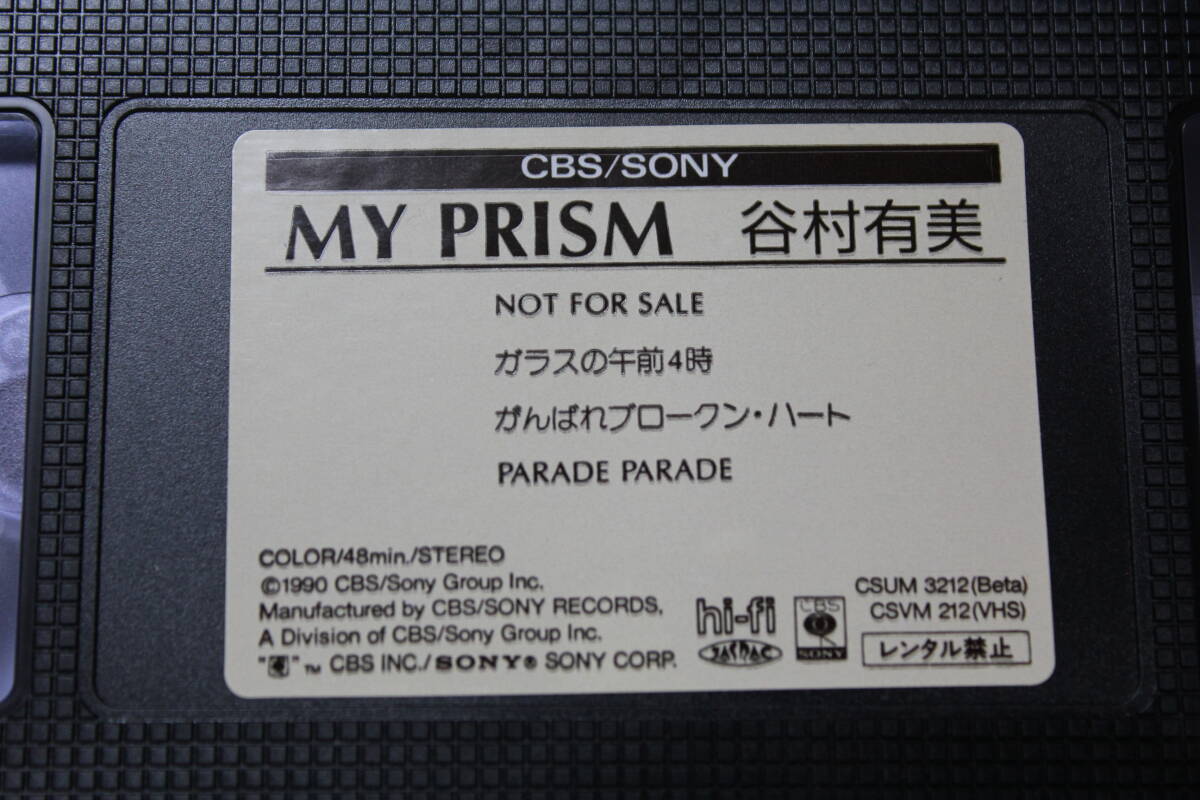 CBS/SONY
MY PRISM 谷村有美
NOT FOR SALE
ガラスの午前4時
がんばれブロークン・ハート
PARADE PARADE
COLOR/48min./STEREO
©1990 CBS/Sony Group Inc.
Manufactured by CBS/SONY RECORDS,
A Division of CBS/Sony Group Inc.
" " ™ CBS INC./SONY® SONY CORP.
hi-fi
JASRAC
CBS
SONY
CSUM 3212(Beta)
CSVM 212(VHS)
レンタル禁止